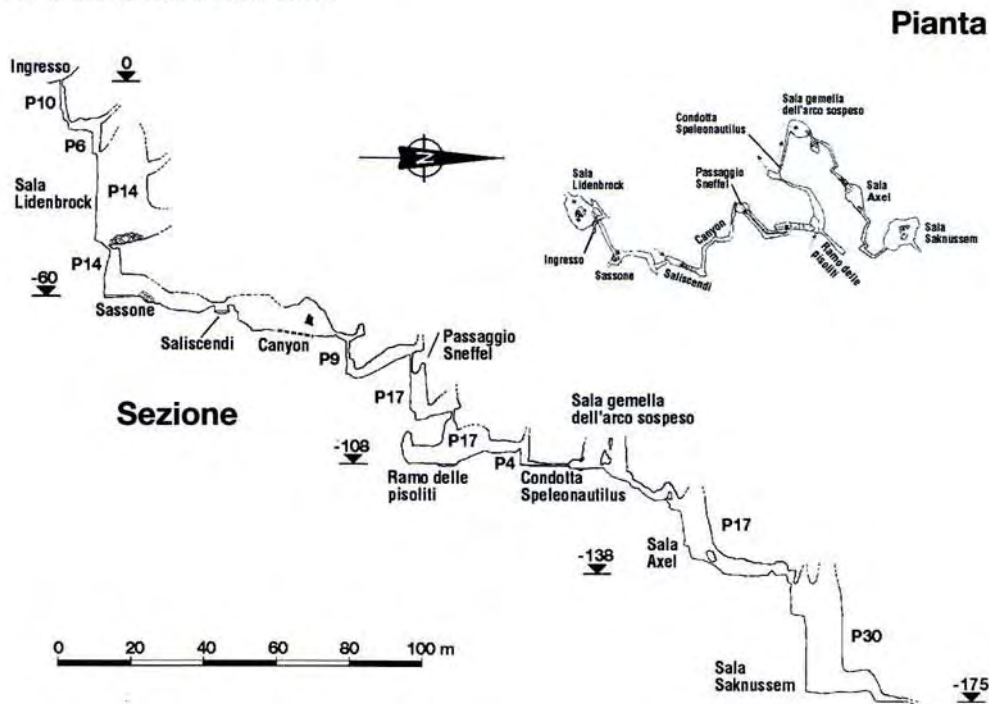 Pianta
Ingresso
0
P10
P6
Sala
Lidenbrock
P14
P14
-60
Sassone
Saliscendi
Canyon
P9
Passaggio
Sneffel
P17
Sezione
-108
P17
Ramo delle
pisoliti
P4
Condotta
Speleonautilus
Sala gemella
dell'arco sospeso
P17
Sala
Axel
-138
P30
Sala
Saknussem
-175
0 20 40 60 80 100 m
N
Sala gemella
dell'arco sospeso
Condotta
Speleonautilus
Passaggio
Sneffel
Sala
Lidenbrock
Sala
Axel
Sala
Saknussem
Canyon
Ingresso
Sassone
Saliscendi
Ramo delle
pisoliti